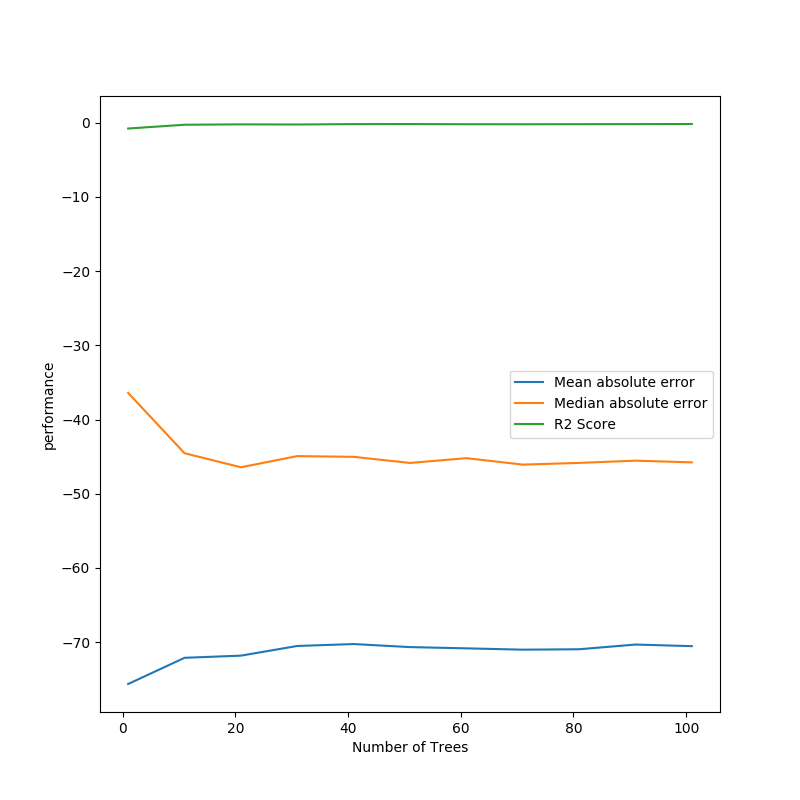 0
−10
−20
−30
−40
−50
−60
−70
performance
Mean absolute error
Median absolute error
R2 Score
0 20 40 60 80 100
Number of Trees